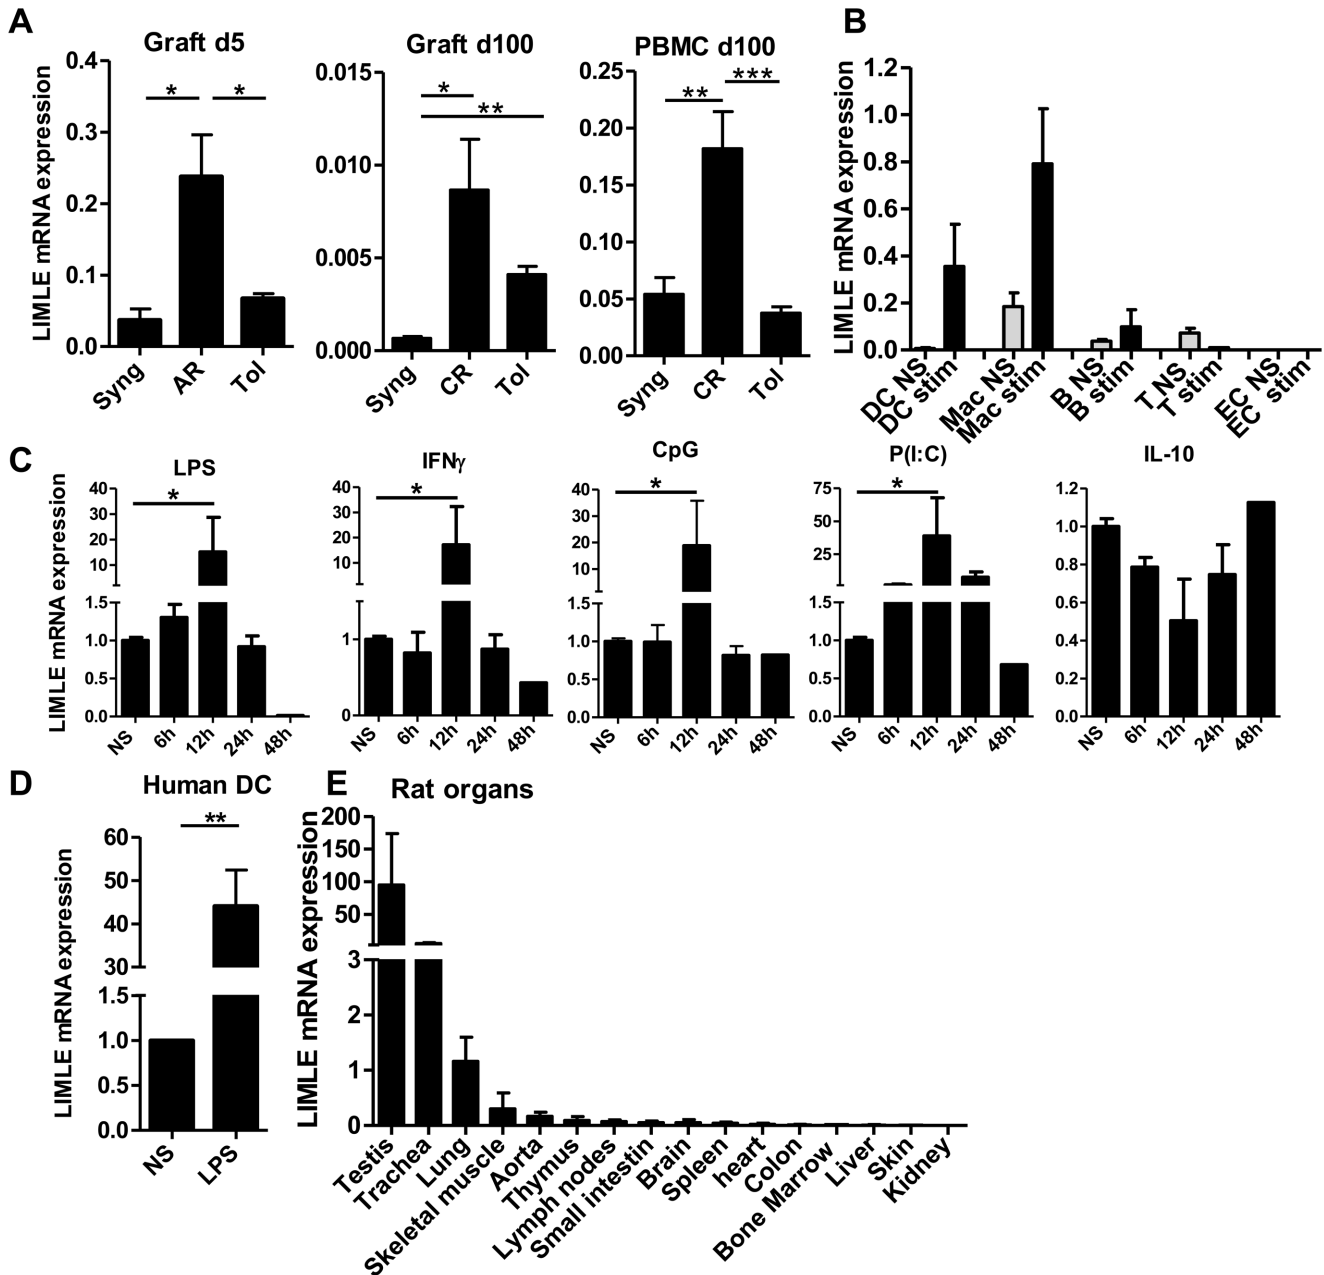 A
Graft d5
LIMLE mRNA expression
0.4
0.3
0.2
0.1
0.0
*
*
Syng
AR
Tol
Graft d100
0.015
0.010
0.005
0.000
*
**
Syng
CR
Tol
PBMC d100
0.25
0.20
0.15
0.10
0.05
0.00
**
***
Syng
CR
Tol
B
LIMLE mRNA expression
1.2
1.0
0.8
0.6
0.4
0.2
0.0
DC NS
DC stim
Mac NS
Mac stim
B NS
B stim
T NS
T stim
EC NS
EC stim
C
LPS
LIMLE mRNA expression
40
30
20
10
1.5
1.0
0.5
0.0
*
NS
6h
12h
24h
48h
IFNγ
40
30
20
10
1
0
*
NS
6h
12h
24h
48h
CpG
40
30
20
10
1.5
1.0
0.5
0.0
*
NS
6h
12h
24h
48h
P(I:C)
75
50
25
1.5
1.0
0.5
0.0
*
NS
6h
12h
24h
48h
IL-10
1.2
1.0
0.8
0.6
0.4
0.2
0.0
NS
6h
12h
24h
48h
D
Human DC
LIMLE mRNA expression
60
50
40
30
1.5
1.0
0.5
0.0
**
NS
LPS
E
Rat organs
LIMLE mRNA expression
200
150
100
50
3
2
1
0
Testis
Trachea
Lung
Skeletal muscle
Aorta
Thymus
Lymph nodes
Small intestin
Brain
Spleen
heart
Colon
Bone Marrow
Liver
Skin
Kidney